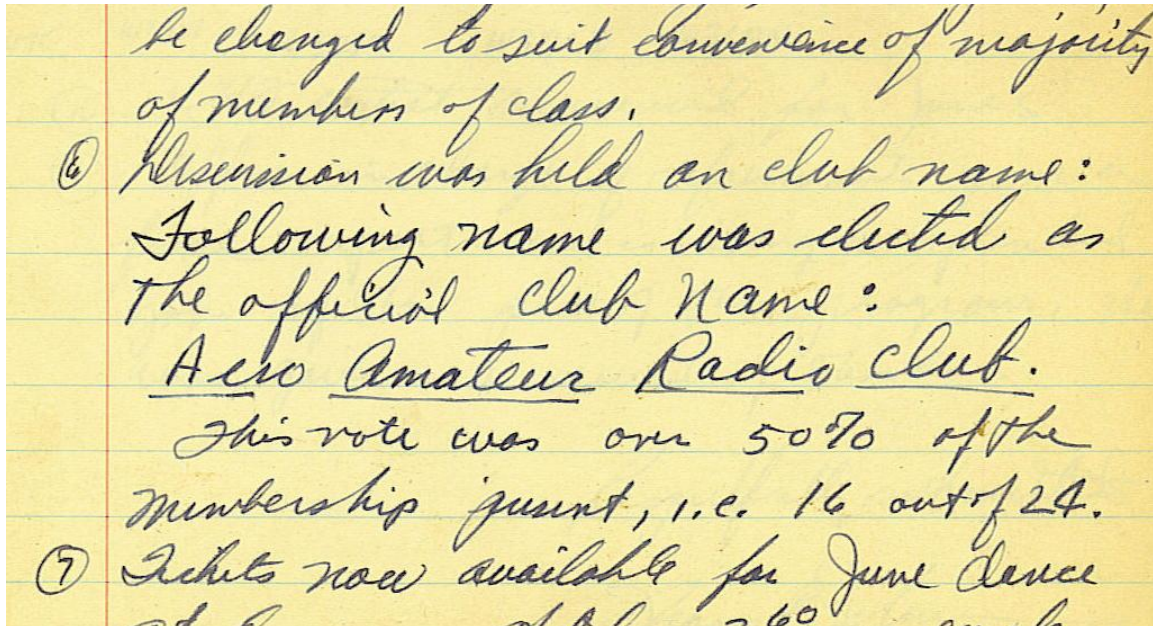 be changed to suit convenience of majority
of members of class.
⑥ Discussion was held on club name:
Following name was elected as
the official club Name:
Aero Amateur Radio Club.
This vote was over 50% of the
membership present, i.e. 16 out of 24.
⑦ Tickets now available for June dance